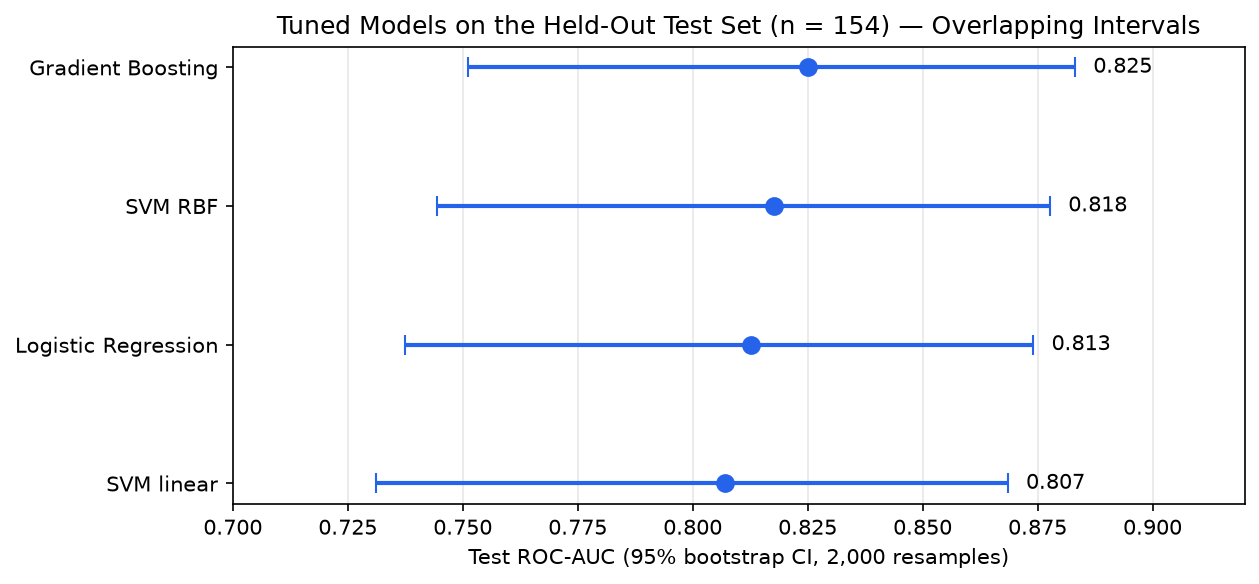 Tuned Models on the Held-Out Test Set (n = 154) — Overlapping Intervals
Gradient Boosting
0.825
SVM RBF
0.818
Logistic Regression
0.813
SVM linear
0.807
0.700 0.725 0.750 0.775 0.800 0.825 0.850 0.875 0.900
Test ROC-AUC (95% bootstrap CI, 2,000 resamples)